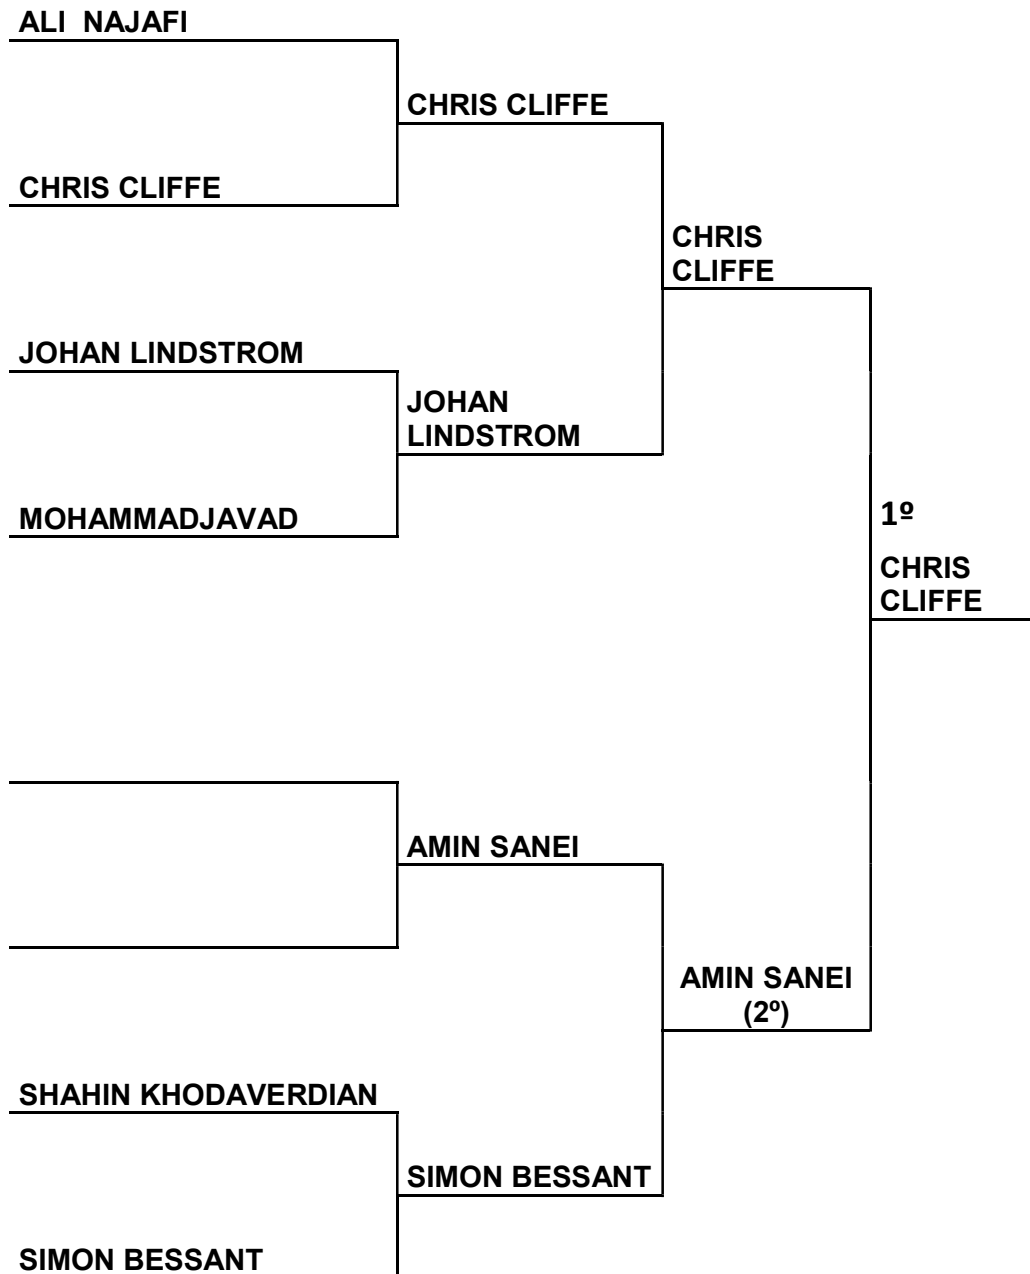 ALI  NAJAFI
CHRIS CLIFFE
CHRIS CLIFFE
CHRIS
CLIFFE
JOHAN LINDSTROM
JOHAN
LINDSTROM
MOHAMMADJAVAD
1º
CHRIS
CLIFFE
AMIN SANEI
AMIN SANEI
(2º)
SHAHIN KHODAVERDIAN
SIMON BESSANT
SIMON BESSANT